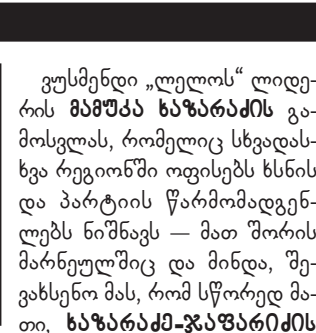 ვუსმენდი „ლელოს“ ლიდე-
რის მამუკა ხაზარაძის გა-
მოსვლას, რომელიც სხვადას-
ხვა რეგიონში ოფისებს ხსნის
და პარტიის წარმომადგენ-
ლებს ნიშნავს — მათ შორის
მარნეულშიც და მინდა, შე-
ვახსენო მას, რომ სწორედ მა-
თი, ხაზარაძე-ჯაფარიძის